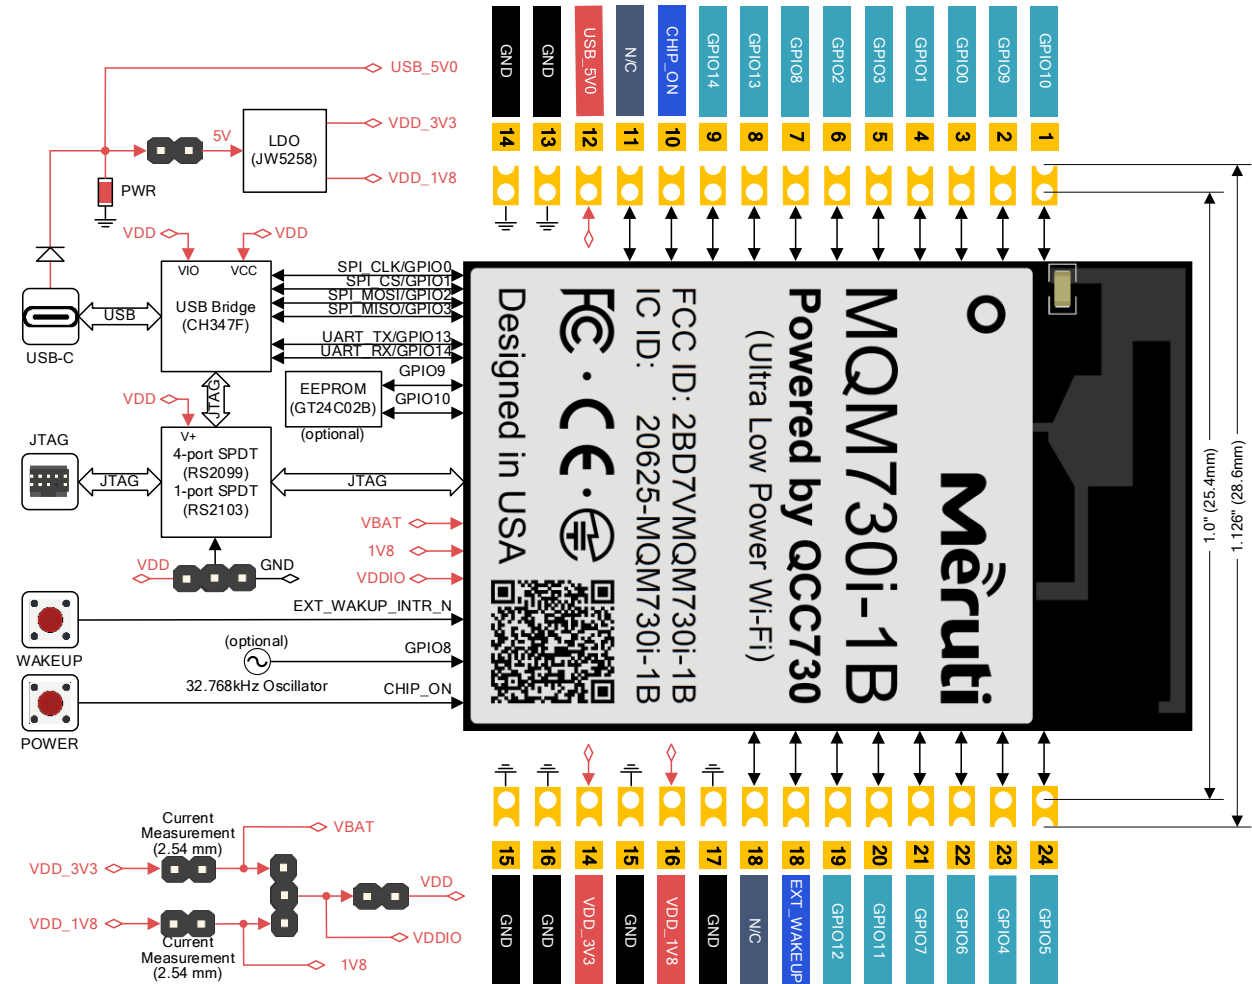 GND
GND
USB_5V0
N/C
CHIP_ON
GPIO14
GPIO13
GPIO8
GPIO2
GPIO3
GPIO1
GPIO0
GPIO9
GPIO10
14
13
12
11
10
9
8
7
6
5
4
3
2
1
USB_5V0
5V
LDO
(JW5258)
VDD_3V3
VDD_1V8
PWR
VDD
VDD
VIO
VCC
USB Bridge
(CH347F)
USB
USB-C
SPI_CLK/GPIO0
SPI_CS/GPIO1
SPI_MOSI/GPIO2
SPI_MISO/GPIO3
UART_TX/GPIO13
UART_RX/GPIO14
GPIO9
GPIO10
EEPROM
(GT24C02B)
(optional)
JTAG
VDD
V+
4-port SPDT
(RS2099)
1-port SPDT
(RS2103)
JTAG
JTAG
JTAG
VBAT
1V8
VDDIO
VDD
GND
EXT_WAKUP_INTR_N
WAKEUP
(optional)
GPIO8
32.768kHz Oscillator
CHIP_ON
POWER
Meruti
MQM730i-1B
Powered by QCC730
(Ultra Low Power Wi-Fi)
FCC ID: 2BD7VMQM730i-1B
IC ID: 20625-MQM730i-1B
FC CE
Designed in USA
1.0" (25.4mm)
1.126" (28.6mm)
Current
Measurement
(2.54 mm)
VBAT
VDD_3V3
VDD
VDD_1V8
VDDIO
Current
Measurement
(2.54 mm)
1V8
15
16
14
15
16
17
18
18
19
20
21
22
23
24
GND
GND
VDD_3V3
GND
VDD_1V8
GND
N/C
EXT_WAKEUP
GPIO12
GPIO11
GPIO7
GPIO6
GPIO4
GPIO5